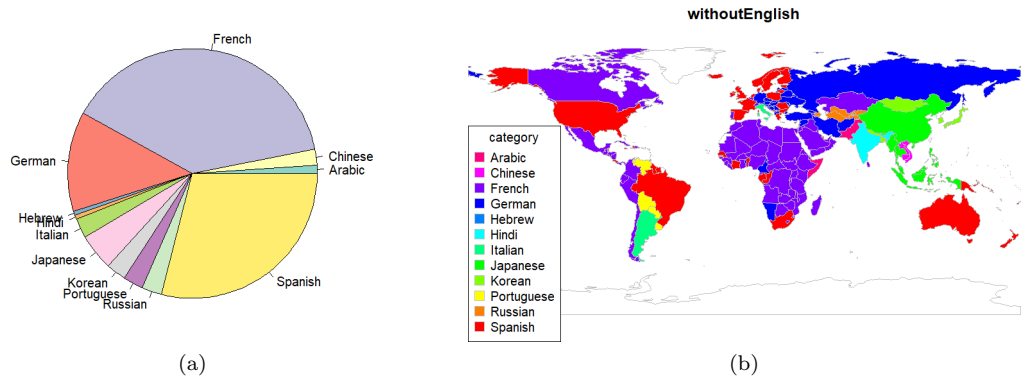 French
German
Chinese
Arabic
Hebrew
Hindi
Italian
Japanese
Korean
Portuguese
Russian
Spanish
(a)
withoutEnglish
category
Arabic
Chinese
French
German
Hebrew
Hindi
Italian
Japanese
Korean
Portuguese
Russian
Spanish
(b)